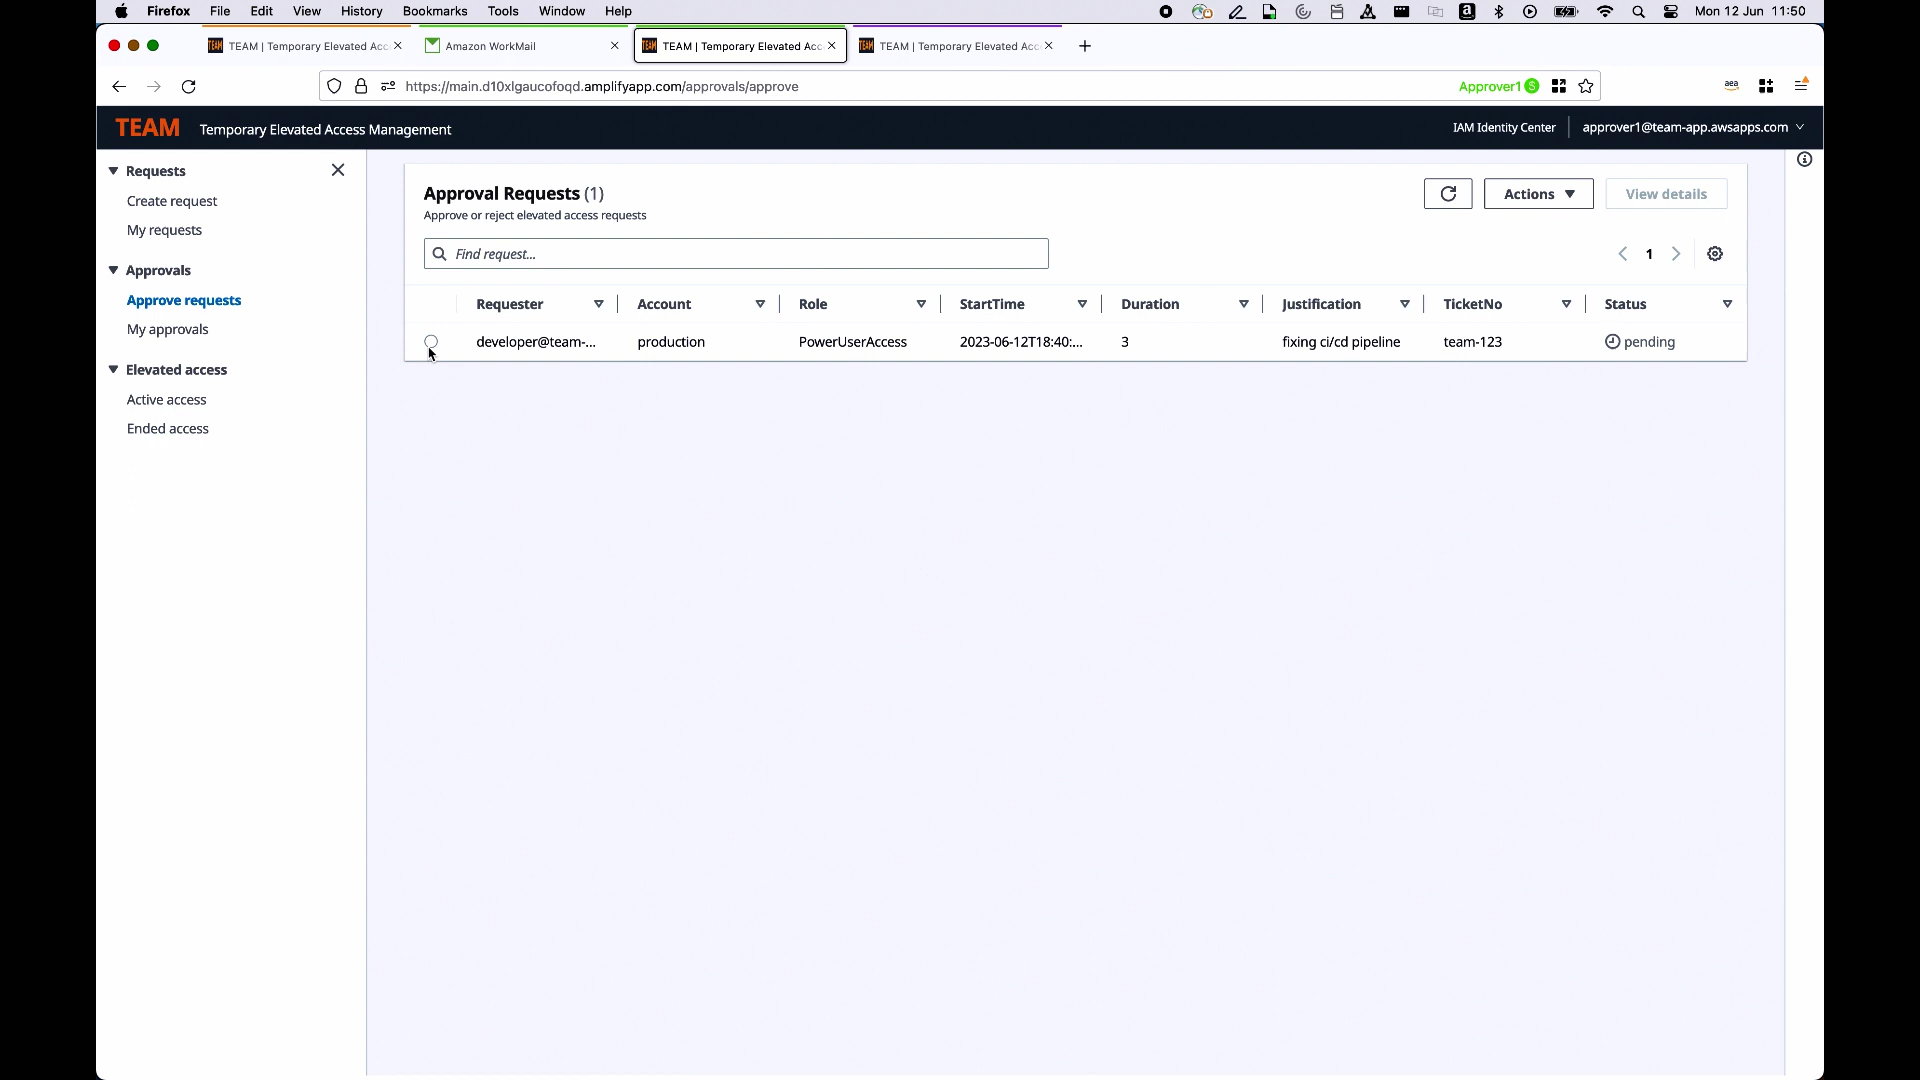 Firefox File Edit View History Bookmarks Tools Window Help Mon 12 Jun 11:50
TEAM | Temporary Elevated Acc Amazon WorkMail TEAM | Temporary Elevated Acc TEAM | Temporary Elevated Acc
https://main.d10xlgaucofoqd.amplifyapp.com/approvals/approve Approver1 aea
TEAM Temporary Elevated Access Management IAM Identity Center approver1@team-app.awsapps.com
Requests
Create request
My requests
Approvals
Approve requests
My approvals
Elevated access
Active access
Ended access
Approval Requests (1)
Approve or reject elevated access requests
Actions View details
Find request...
1
Requester Account Role StartTime Duration Justification TicketNo Status
developer@team-... production PowerUserAccess 2023-06-12T18:40:... 3 fixing ci/cd pipeline team-123 pending